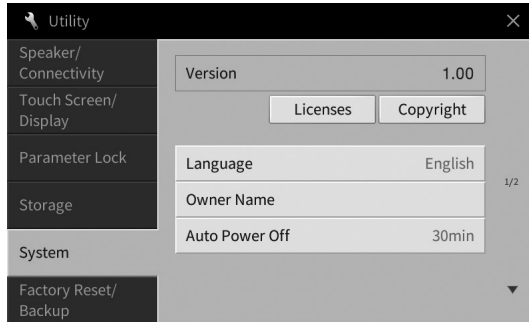 Utility
Speaker/
Connectivity
Touch Screen/
Display
Parameter Lock
Storage
System
Factory Reset/
Backup
Version 1.00
Licenses Copyright
Language English
Owner Name
Auto Power Off 30min
1/2